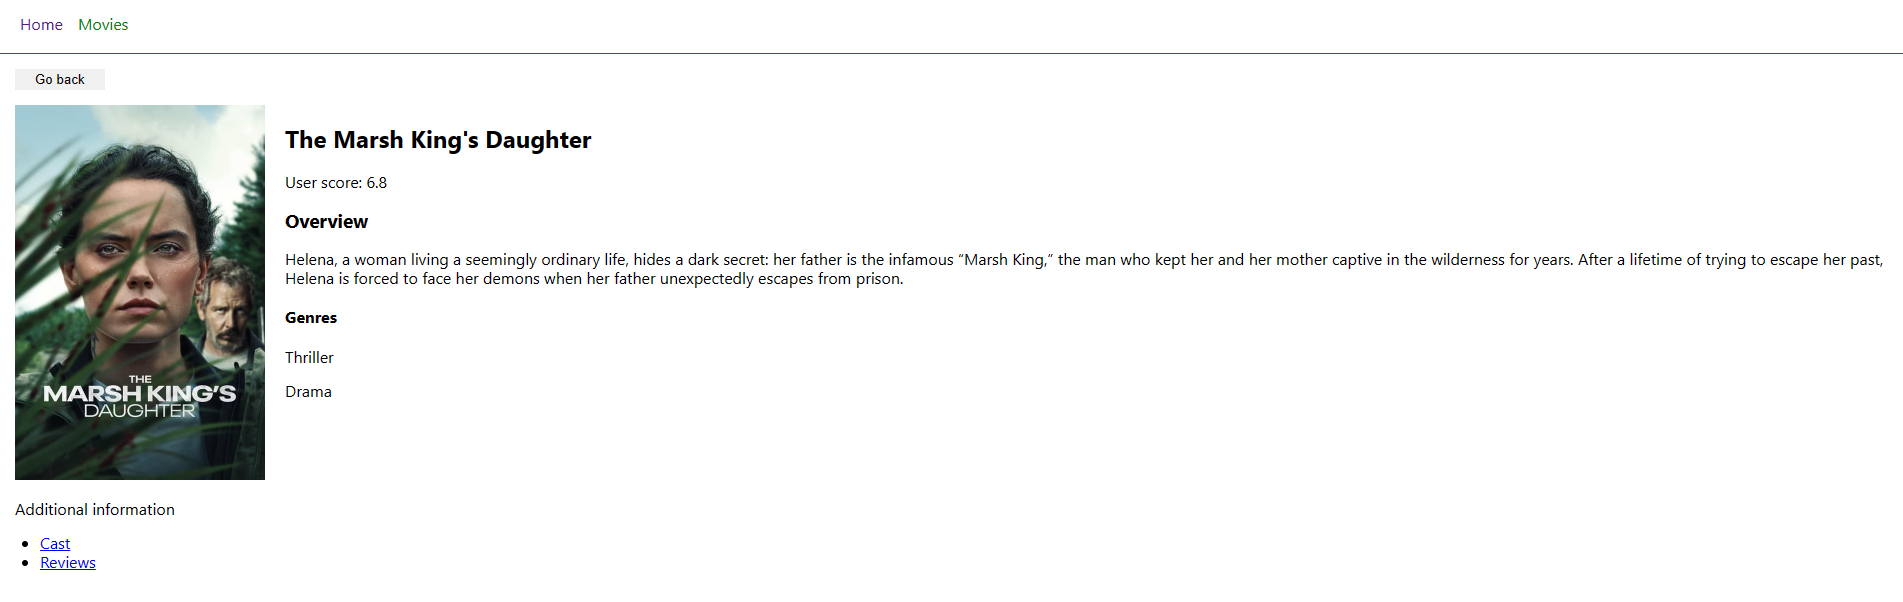 Home Movies
Go back
The Marsh King's Daughter
User score: 6.8
Overview
Helena, a woman living a seemingly ordinary life, hides a dark secret: her father is the infamous “Marsh King,” the man who kept her and her mother captive in the wilderness for years. After a lifetime of trying to escape her past,
Helena is forced to face her demons when her father unexpectedly escapes from prison.
Genres
Thriller
Drama
THE
MARSH KING'S
DAUGHTER
Additional information
Cast
Reviews